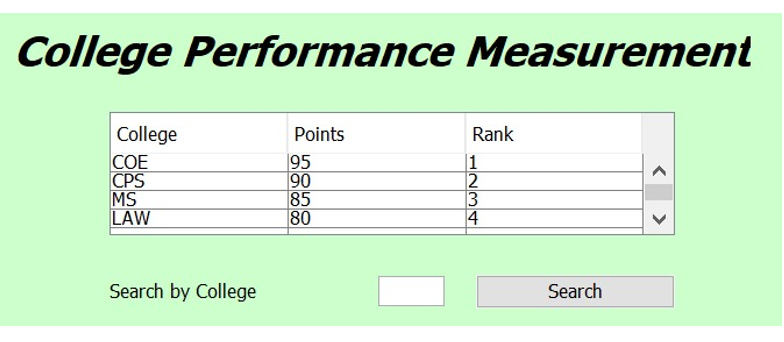 College Performance Measurement
College Points Rank
COE 95 1
CPS 90 2
MS 85 3
LAW 80 4
Search by College Search